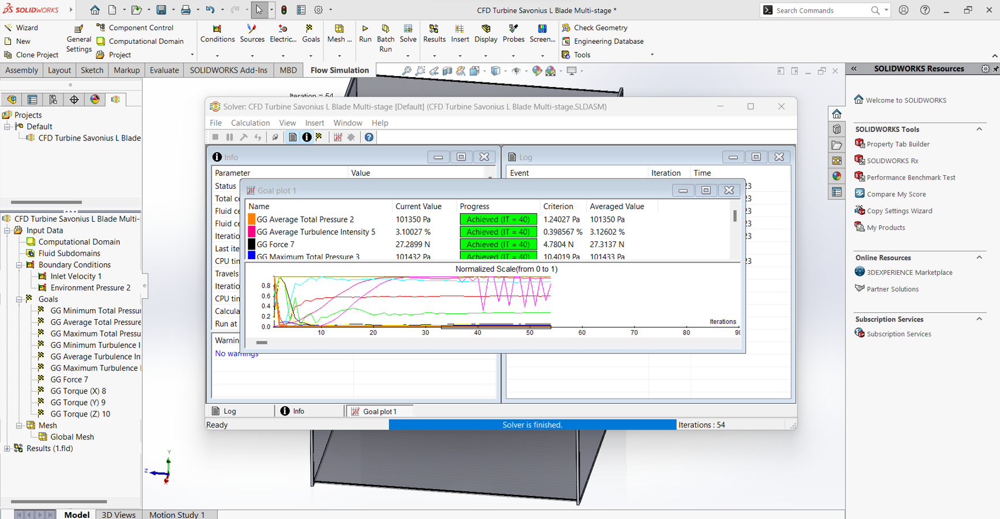 SOLIDWORKS
CFD Turbine Savonius L Blade Multi-stage *
Search Commands
Wizard
New
Clone Project
General Settings
Component Control
Computational Domain
Project
Conditions
Sources
Electric...
Goals
Mesh ...
Run
Batch Run
Solve
Results
Insert
Display
Probes
Screen...
Check Geometry
Engineering Database
Tools
Assembly
Layout
Sketch
Markup
Evaluate
SOLIDWORKS Add-Ins
MBD
Flow Simulation
Projects
Default
CFD Turbine Savonius L Blade
CFD Turbine Savonius L Blade Multi-
Input Data
Computational Domain
Fluid Subdomains
Boundary Conditions
Inlet Velocity 1
Environment Pressure 2
Goals
GG Minimum Total Pressur
GG Average Total Pressure
GG Maximum Total Pressu
GG Minimum Turbulence I
GG Average Turbulence In
GG Maximum Turbulence
GG Force 7
GG Torque (X) 8
GG Torque (Y) 9
GG Torque (Z) 10
Mesh
Global Mesh
Results (1.fld)
Iteration = 54
Solver: CFD Turbine Savonius L Blade Multi-stage [Default] (CFD Turbine Savonius L Blade Multi-stage.SLDASM)
File Calculation View Insert Window Help
Info
Parameter Value
Status
Total ce
Fluid ce
Fluid ce
Iteratio
Last ite
CPU tin
Travels
Iteratio
CPU tin
Calcula
Run at
Warnin
No warnings
Log
Event Iteration Time
23
23
23
23
23
23
Goal plot 1
Name Current Value Progress Criterion Averaged Value
GG Average Total Pressure 2 101350 Pa Achieved (IT = 40) 1.24027 Pa 101350 Pa
GG Average Turbulence Intensity 5 3.10027 % Achieved (IT = 40) 0.398567 % 3.12602 %
GG Force 7 27.2899 N Achieved (IT = 40) 4.7804 N 27.3137 N
GG Maximum Total Pressure 3 101432 Pa Achieved (IT = 40) 10.4019 Pa 101433 Pa
Normalized Scale(from 0 to 1)
0.8
0.6
0.4
0.2
0.0
Iterations
10 20 30 40 50 60 70 80 90
Log
Info
Goal plot 1
Ready
Solver is finished.
Iterations : 54
Y
Z
X
Model
3D Views
Motion Study 1
SOLIDWORKS Resources
Welcome to SOLIDWORKS
SOLIDWORKS Tools
Property Tab Builder
SOLIDWORKS Rx
Performance Benchmark Test
Compare My Score
Copy Settings Wizard
My Products
Online Resources
3DEXPERIENCE Marketplace
Partner Solutions
Subscription Services
Subscription Services